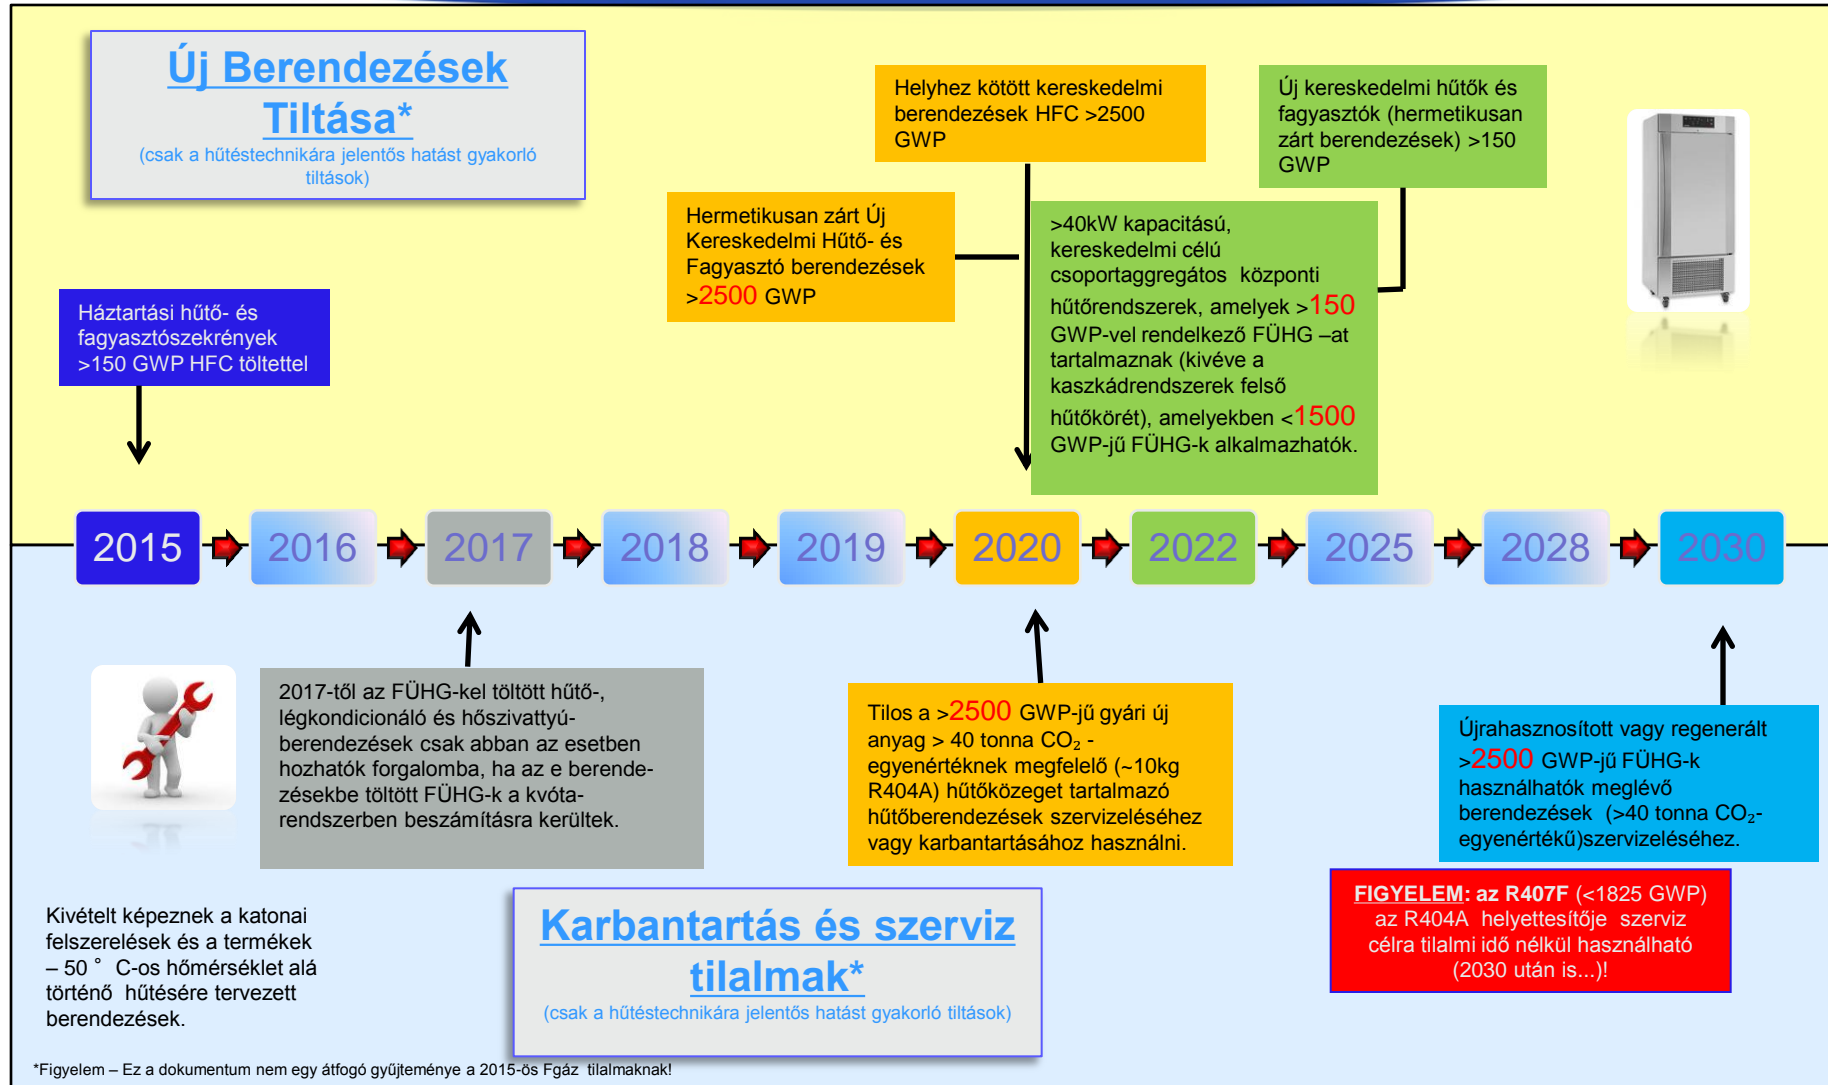 Új Berendezések
Tiltása*
(csak a hűtéstechnikára jelentős hatást gyakorló
tiltások)
Helyhez kötött kereskedelmi
berendezések HFC >2500
GWP
Új kereskedelmi hűtők és
fagyasztók (hermetikusan
zárt berendezések) >150
GWP
Hermetikusan zárt Új
Kereskedelmi Hűtő- és
Fagyasztó berendezések
>2500 GWP
>40kW kapacitású,
kereskedelmi célú
csoportaggregátos központi
hűtőrendszerek, amelyek >150
GWP-vel rendelkező FÜHG –at
tartalmaznak (kivéve a
kaszkádrendszerek felső
hűtőkörét), amelyekben <1500
GWP-jű FÜHG-k alkalmazhatók.
Háztartási hűtő- és
fagyasztószekrények
>150 GWP HFC töltettel
2015
2016
2017
2018
2019
2020
2022
2025
2028
2030
2017-től az FÜHG-kel töltött hűtő-,
légkondicionáló és hőszivattyú-
berendezések csak abban az esetben
hozhatók forgalomba, ha az e berende-
zésekbe töltött FÜHG-k a kvóta-
rendszerben beszámításra kerültek.
Tilos a >2500 GWP-jű gyári új
anyag > 40 tonna CO₂ -
egyenértéknek megfelelő (~10kg
R404A) hűtőközeget tartalmazó
hűtőberendezések szervizeléséhez
vagy karbantartásához használni.
Újrahasznosított vagy regenerált
>2500 GWP-jű FÜHG-k
használhatók meglévő
berendezések (>40 tonna CO₂-
egyenértékű)szervizeléséhez.
FIGYELEM: az R407F (<1825 GWP)
az R404A helyettesítője szerviz
célra tilalmi idő nélkül használható
(2030 után is...)!
Kivételt képeznek a katonai
felszerelések és a termékek
– 50 ° C-os hőmérséklet alá
történő hűtésére tervezett
berendezések.
Karbantartás és szerviz
tilalmak*
(csak a hűtéstechnikára jelentős hatást gyakorló tiltások)
*Figyelem – Ez a dokumentum nem egy átfogó gyűjteménye a 2015-ös Fgáz tilalmaknak!